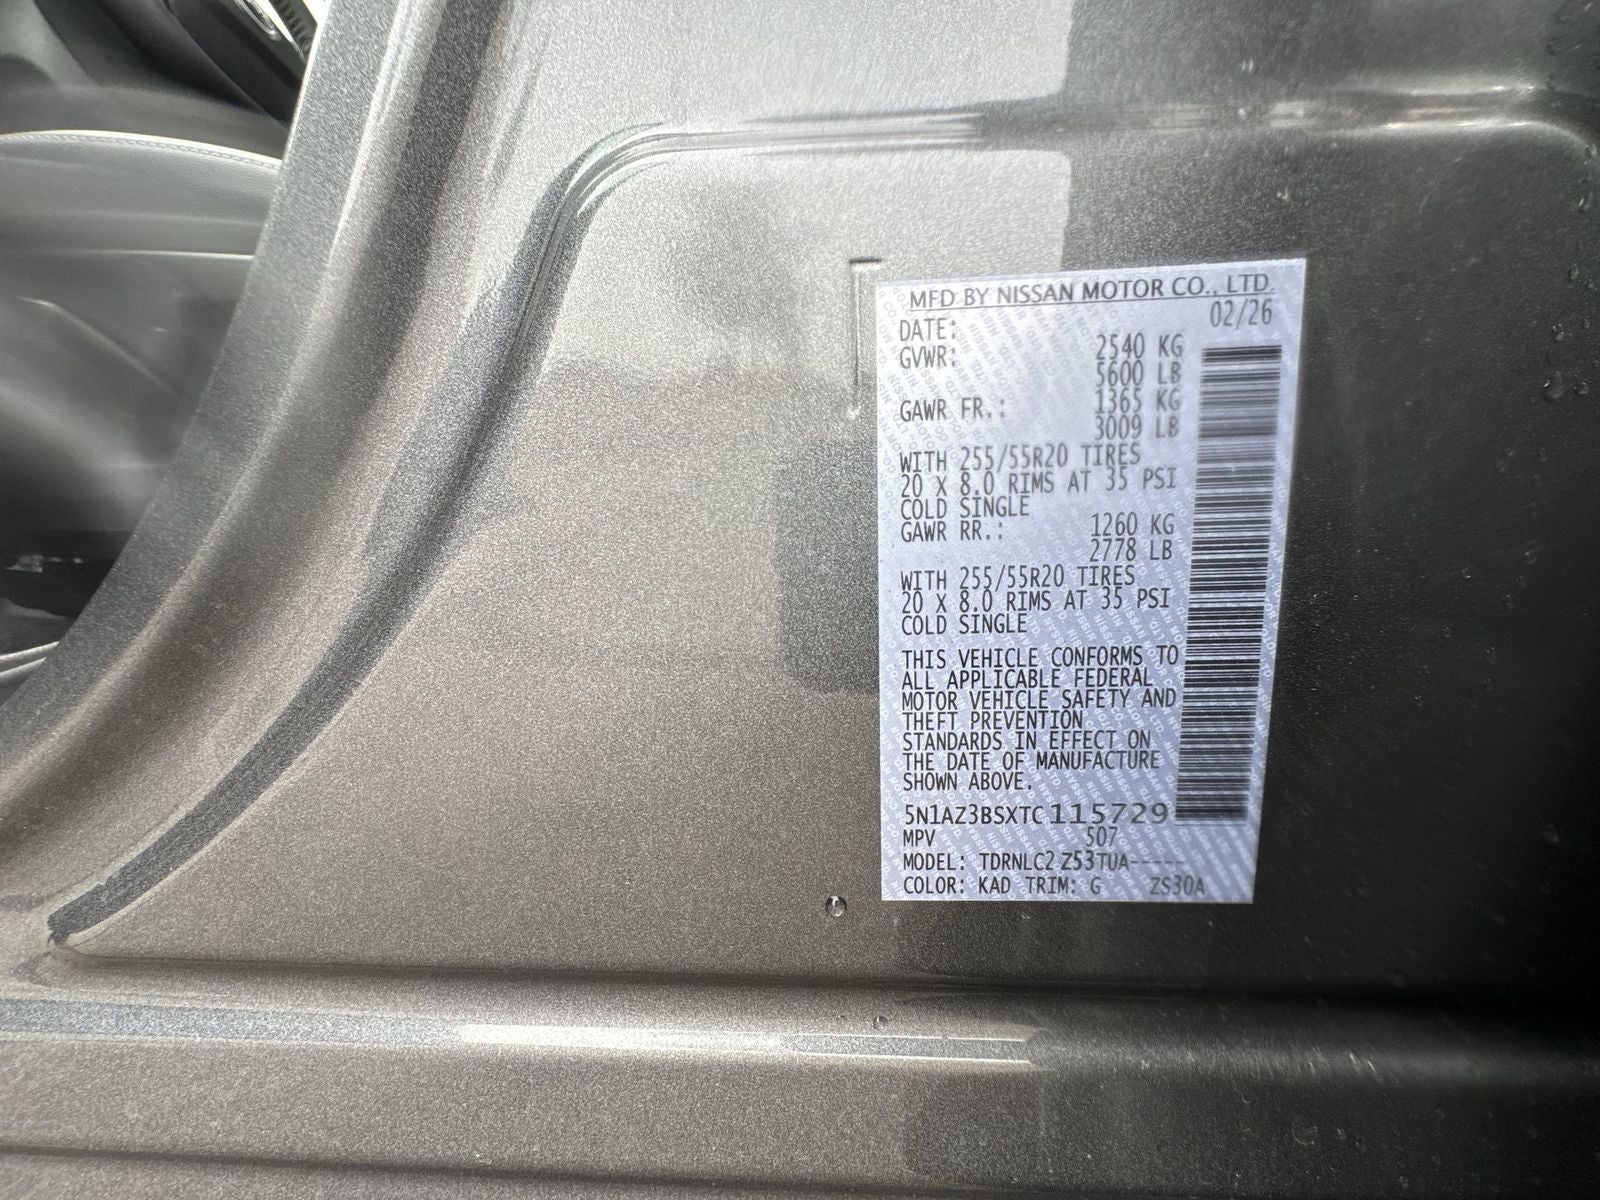 MFD BY NISSAN MOTOR CO., LTD.
DATE: 02/26
GVWR: 2540 KG
5600 LB
GAWR FR.: 1365 KG
3009 LB
WITH 255/55R20 TIRES
20 X 8.0 RIMS AT 35 PSI
COLD SINGLE
GAWR RR.: 1260 KG
2778 LB
WITH 255/55R20 TIRES
20 X 8.0 RIMS AT 35 PSI
COLD SINGLE
THIS VEHICLE CONFORMS TO
ALL APPLICABLE FEDERAL
MOTOR VEHICLE SAFETY AND
THEFT PREVENTION
STANDARDS IN EFFECT ON
THE DATE OF MANUFACTURE
SHOWN ABOVE.
5N1AZ3BSXTC115729
MPV 507
MODEL: TDRNLC2 Z53TUA-----
COLOR: KAD TRIM: G ZS30A